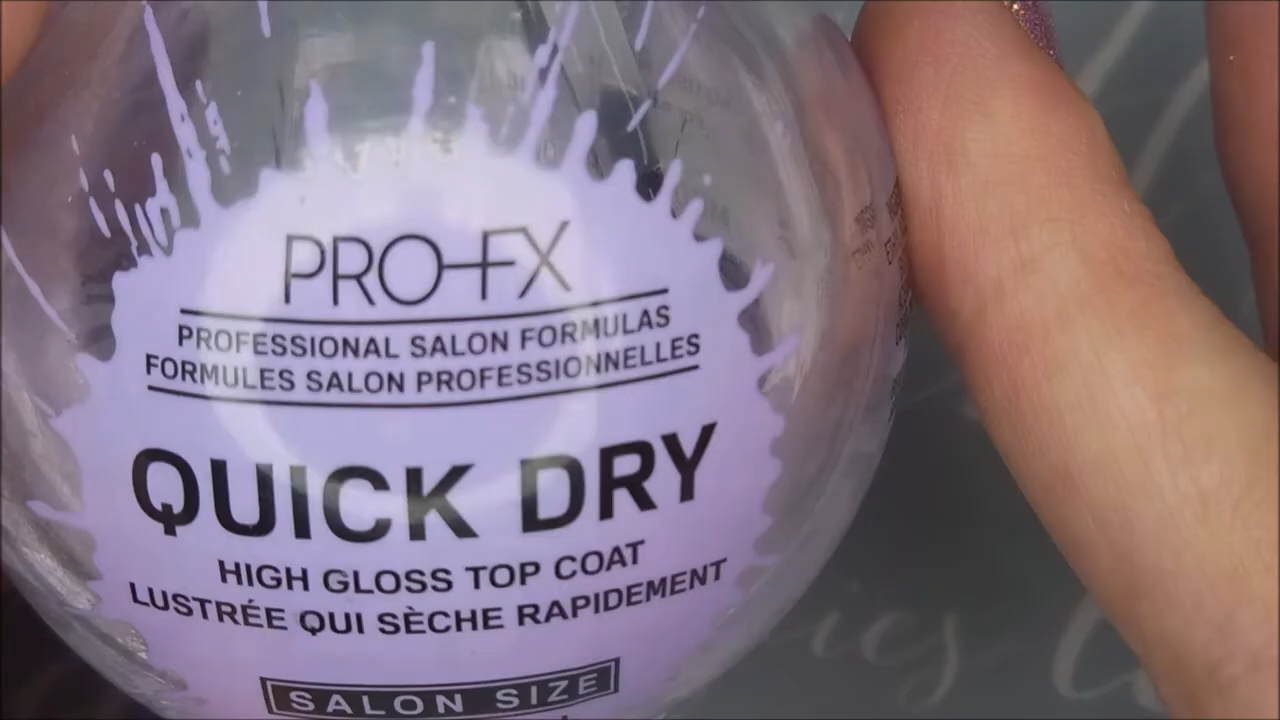 PRO-FX
PROFESSIONAL SALON FORMULAS
FORMULES SALON PROFESSIONNELLES
QUICK DRY
HIGH GLOSS TOP COAT
LUSTRÉE QUI SÈCHE RAPIDEMENT
SALON SIZE